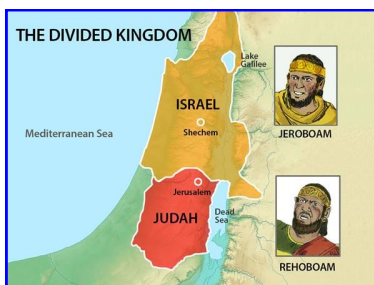 THE DIVIDED KINGDOM
Lake
Galilee
ISRAEL
Shechem
Mediterranean Sea
JEROBOAM
Jerusalem
JUDAH
Dead
Sea
REHOBOAM